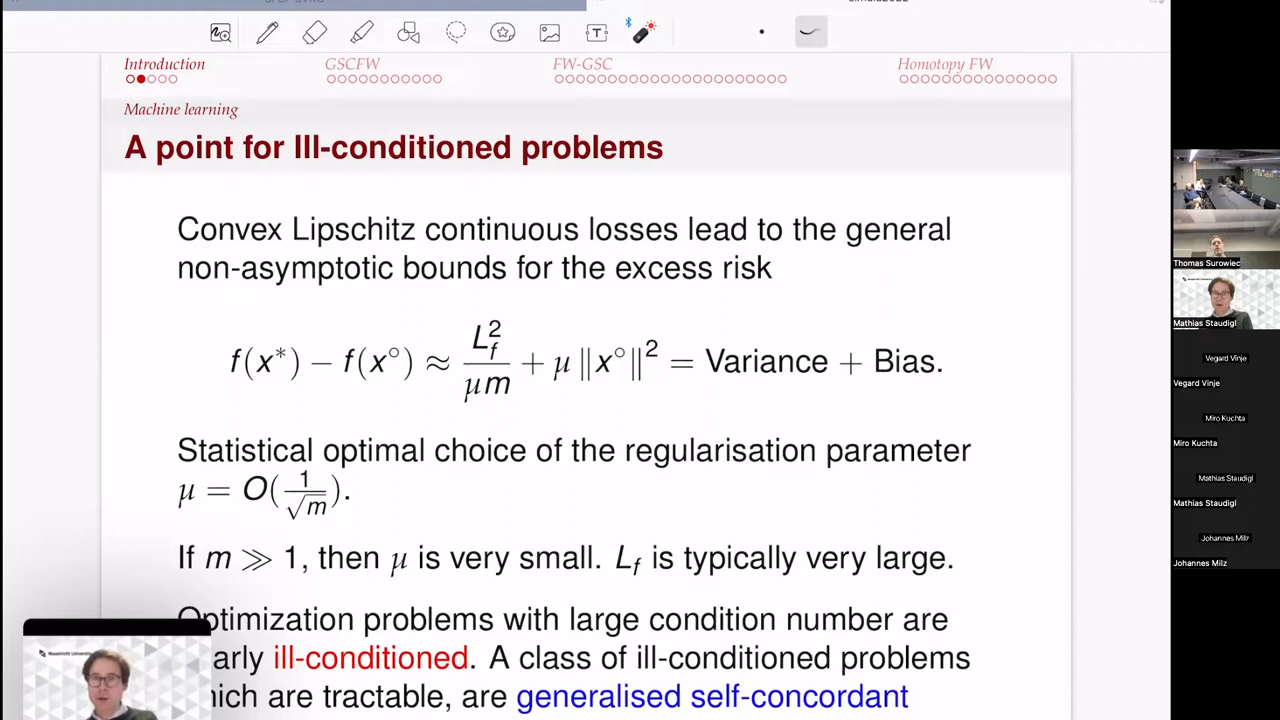 Introduction
GSCFW
FW-GSC
Homotopy FW
Machine learning
A point for Ill-conditioned problems
Convex Lipschitz continuous losses lead to the general
non-asymptotic bounds for the excess risk
f(x*) − f(x°) ≈ L_f^2/(μm) + μ ‖x°‖² = Variance + Bias.
Statistical optimal choice of the regularisation parameter
μ = O(1/√m).
If m ≫ 1, then μ is very small. L_f is typically very large.
Optimization problems with large condition number are
arly ill-conditioned. A class of ill-conditioned problems
hich are tractable, are generalised self-concordant
Maastricht University
Thomas Surowiec
Mathias Staudigl
Vegard Vinje
Vegard Vinje
Miro Kuchta
Miro Kuchta
Mathias Staudigl
Mathias Staudigl
Johannes Milz
Johannes Milz